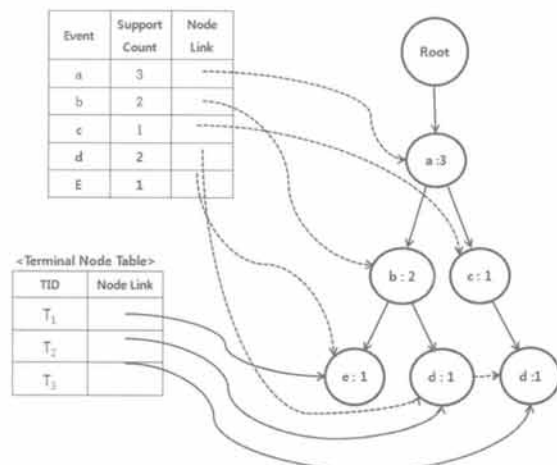 Event Support Count Node Link
a 3
b 2
c 1
d 2
E 1
Root
a:3
b : 2
c : 1
e : 1
d : 1
d:1
<Terminal Node Table>
TID Node Link
T1
T2
T3